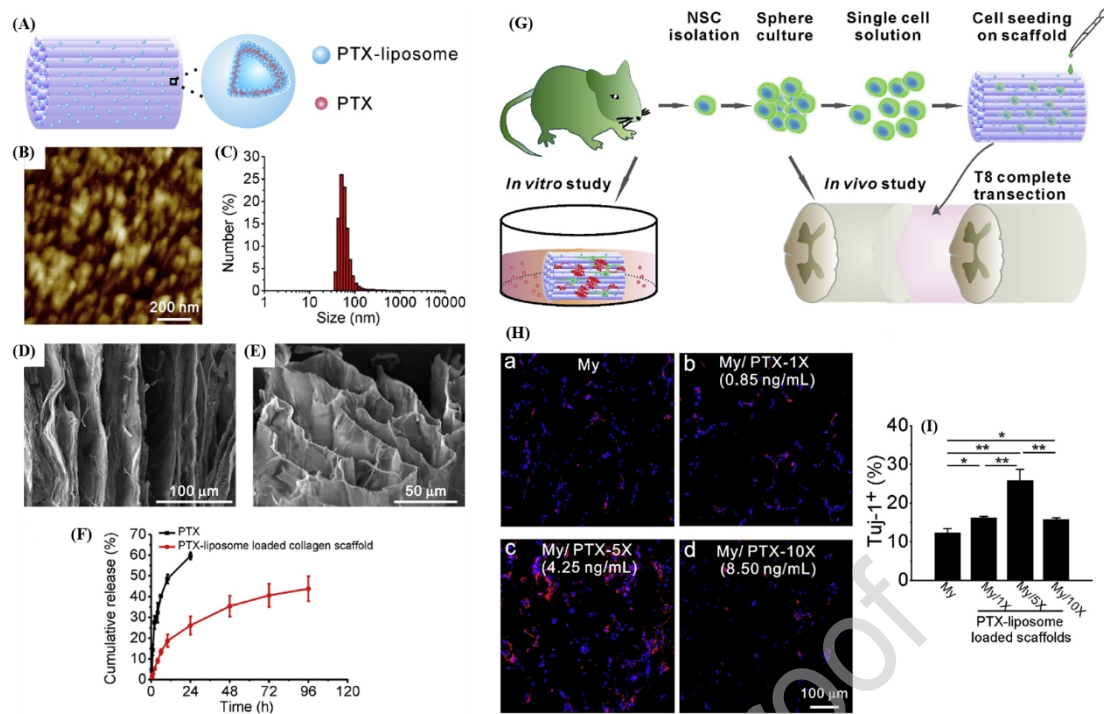 (A)
PTX-liposome
PTX
(B)
200 nm
(C)
Number (%)
30
25
20
15
10
5
0
1
10
100
1000
10000
Size (nm)
(D)
100 µm
(E)
50 µm
(F)
Cumulative release (%)
70
60
50
40
30
20
10
0
PTX
PTX-liposome loaded collagen scaffold
0
24
48
72
96
120
Time (h)
(G)
NSC
isolation
Sphere
culture
Single cell
solution
Cell seeding
on scaffold
In vitro study
In vivo study
T8 complete
transection
(H)
a
My
b
My/ PTX-1X
(0.85 ng/mL)
c
My/ PTX-5X
(4.25 ng/mL)
d
My/ PTX-10X
(8.50 ng/mL)
100 µm
(I)
Tuj-1+ (%)
40
30
20
10
0
*
**
**
*
**
My
My/1X
My/5X
My/10X
PTX-liposome
loaded scaffolds
roof